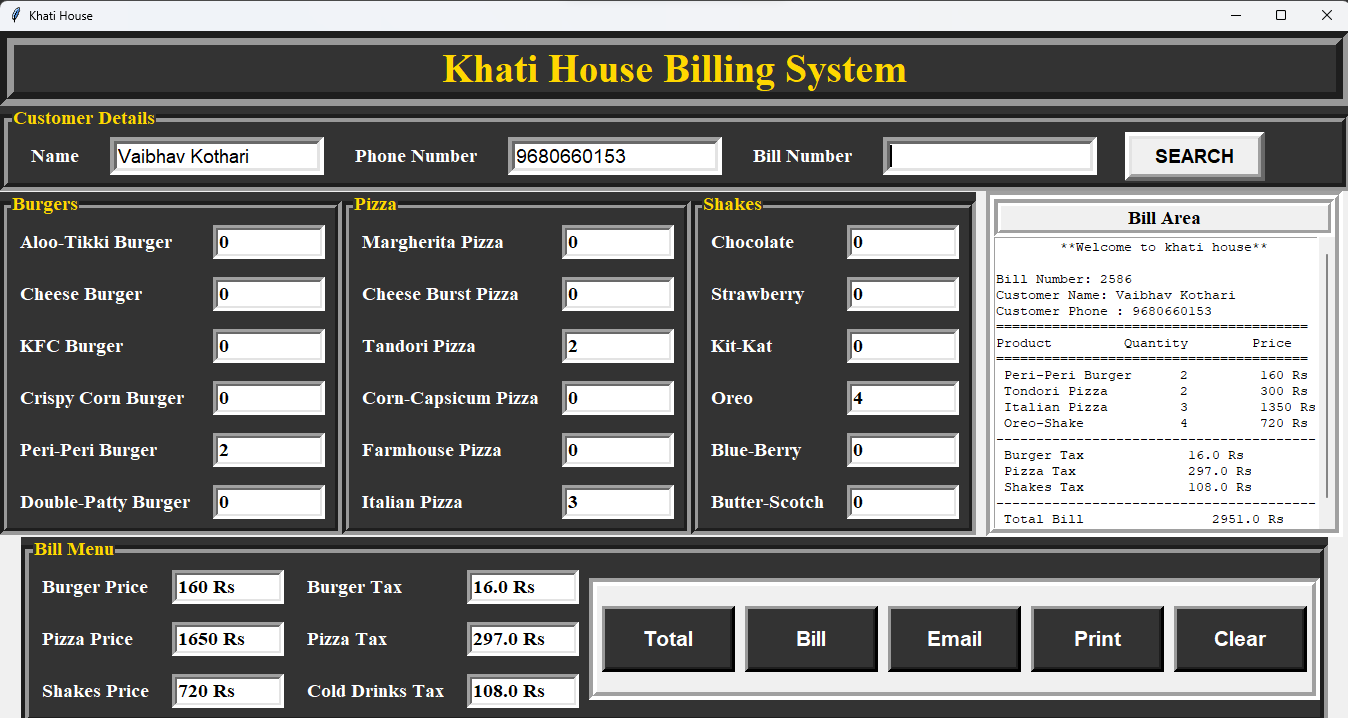 Khati House
Khati House Billing System
Customer Details
Name Vaibhav Kothari Phone Number 9680660153 Bill Number SEARCH
Burgers
Aloo-Tikki Burger 0
Cheese Burger 0
KFC Burger 0
Crispy Corn Burger 0
Peri-Peri Burger 2
Double-Patty Burger 0
Pizza
Margherita Pizza 0
Cheese Burst Pizza 0
Tandori Pizza 2
Corn-Capsicum Pizza 0
Farmhouse Pizza 0
Italian Pizza 3
Shakes
Chocolate 0
Strawberry 0
Kit-Kat 0
Oreo 4
Blue-Berry 0
Butter-Scotch 0
Bill Area
**Welcome to khati house**
Bill Number: 2586
Customer Name: Vaibhav Kothari
Customer Phone : 9680660153
=======================================
Product Quantity Price
=======================================
Peri-Peri Burger 2 160 Rs
Tondori Pizza 2 300 Rs
Italian Pizza 3 1350 Rs
Oreo-Shake 4 720 Rs
----------------------------------------
Burger Tax 16.0 Rs
Pizza Tax 297.0 Rs
Shakes Tax 108.0 Rs
----------------------------------------
Total Bill 2951.0 Rs
Bill Menu
Burger Price 160 Rs Burger Tax 16.0 Rs
Pizza Price 1650 Rs Pizza Tax 297.0 Rs
Shakes Price 720 Rs Cold Drinks Tax 108.0 Rs
Total Bill Email Print Clear